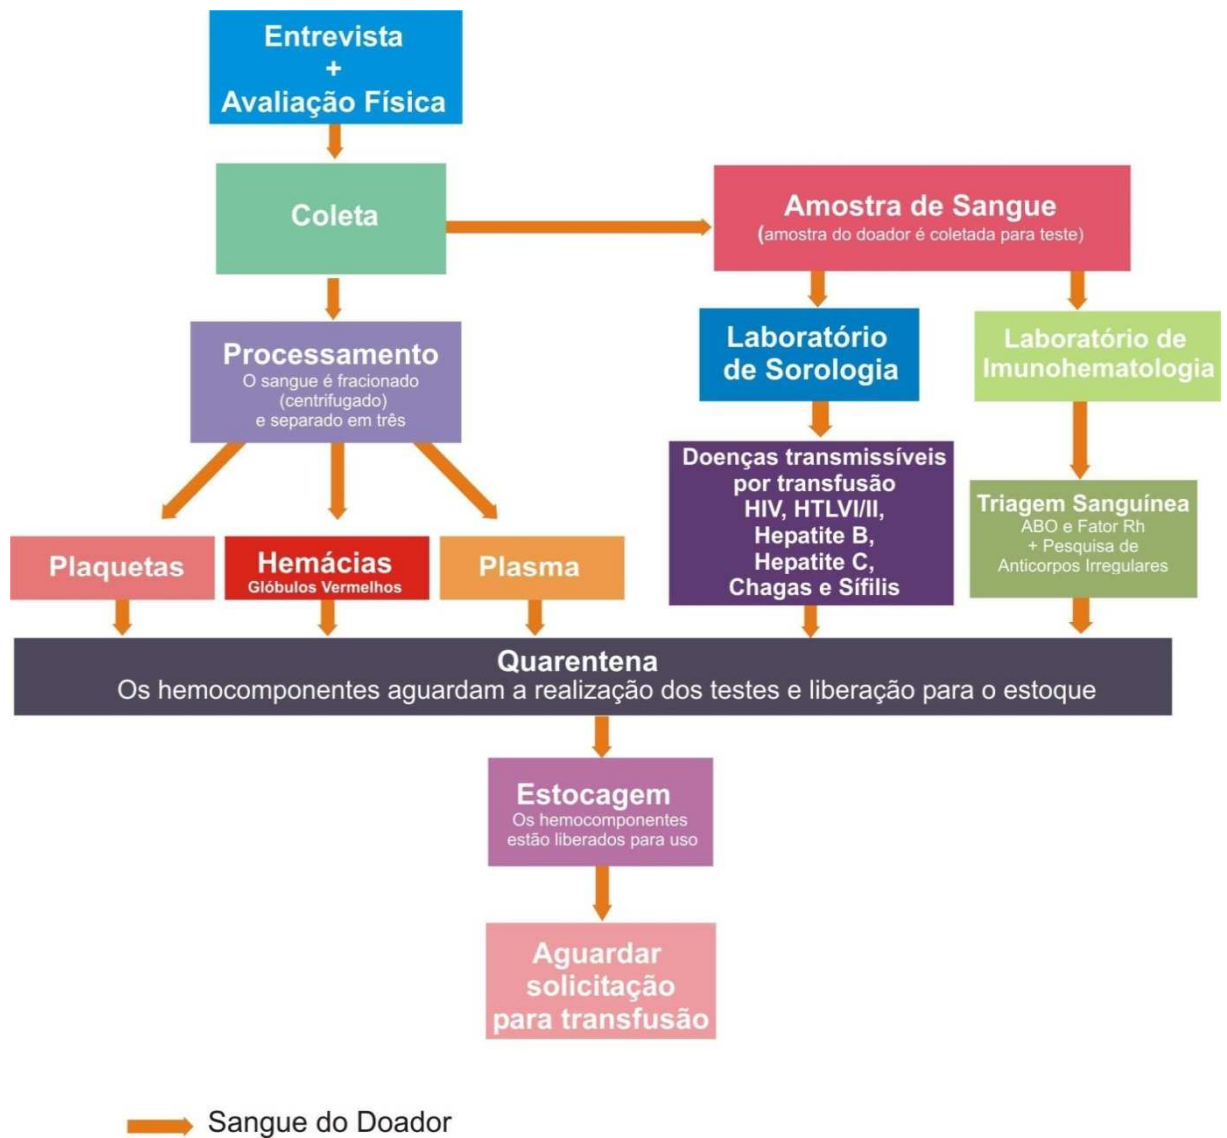 Entrevista
+
Avaliação Física
Coleta
Amostra de Sangue
(amostra do doador é coletada para teste)
Processamento
O sangue é fracionado
(centrifugado)
e separado em três
Laboratório
de Sorologia
Laboratório de
Imunohematologia
Doenças transmissíveis
por transfusão
HIV, HTLVI/II,
Hepatite B,
Hepatite C,
Chagas e Sífilis
Triagem Sanguínea
ABO e Fator Rh
+ Pesquisa de
Anticorpos Irregulares
Plaquetas
Hemácias
Glóbulos Vermelhos
Plasma
Quarentena
Os hemocomponentes aguardam a realização dos testes e liberação para o estoque
Estocagem
Os hemocomponentes
estão liberados para uso
Aguardar
solicitação
para transfusão
Sangue do Doador